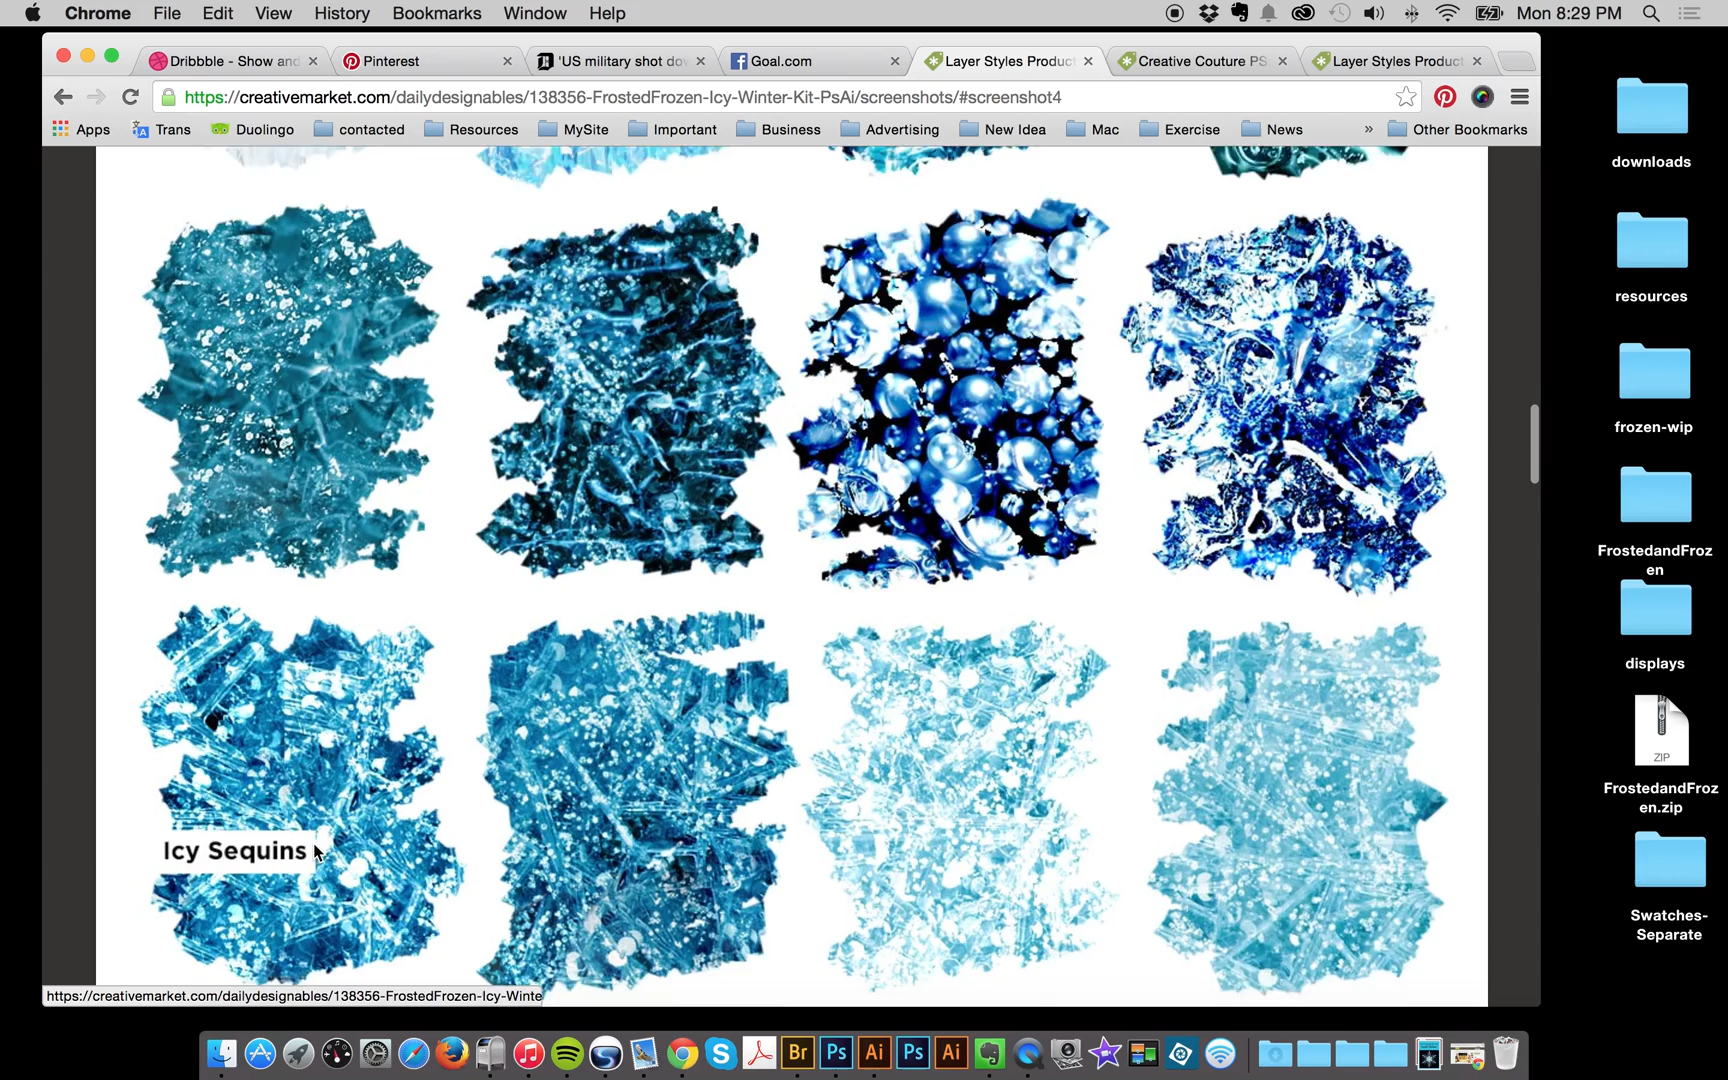 Chrome File Edit View History Bookmarks Window Help Mon 8:29 PM
Dribbble - Show and Pinterest 'US military shot dow Goal.com Layer Styles Product Creative Couture PS Layer Styles Product
https://creativemarket.com/dailydesignables/138356-FrostedFrozen-Icy-Winter-Kit-PsAi/screenshots/#screenshot4
Apps Trans Duolingo contacted Resources MySite Important Business Advertising New Idea Mac Exercise News » Other Bookmarks
downloads
resources
frozen-wip
FrostedandFroz
en
displays
ZIP
FrostedandFroz
en.zip
Swatches-
Separate
Icy Sequins
https://creativemarket.com/dailydesignables/138356-FrostedFrozen-Icy-Winte
Br Ps Ai Ps Ai